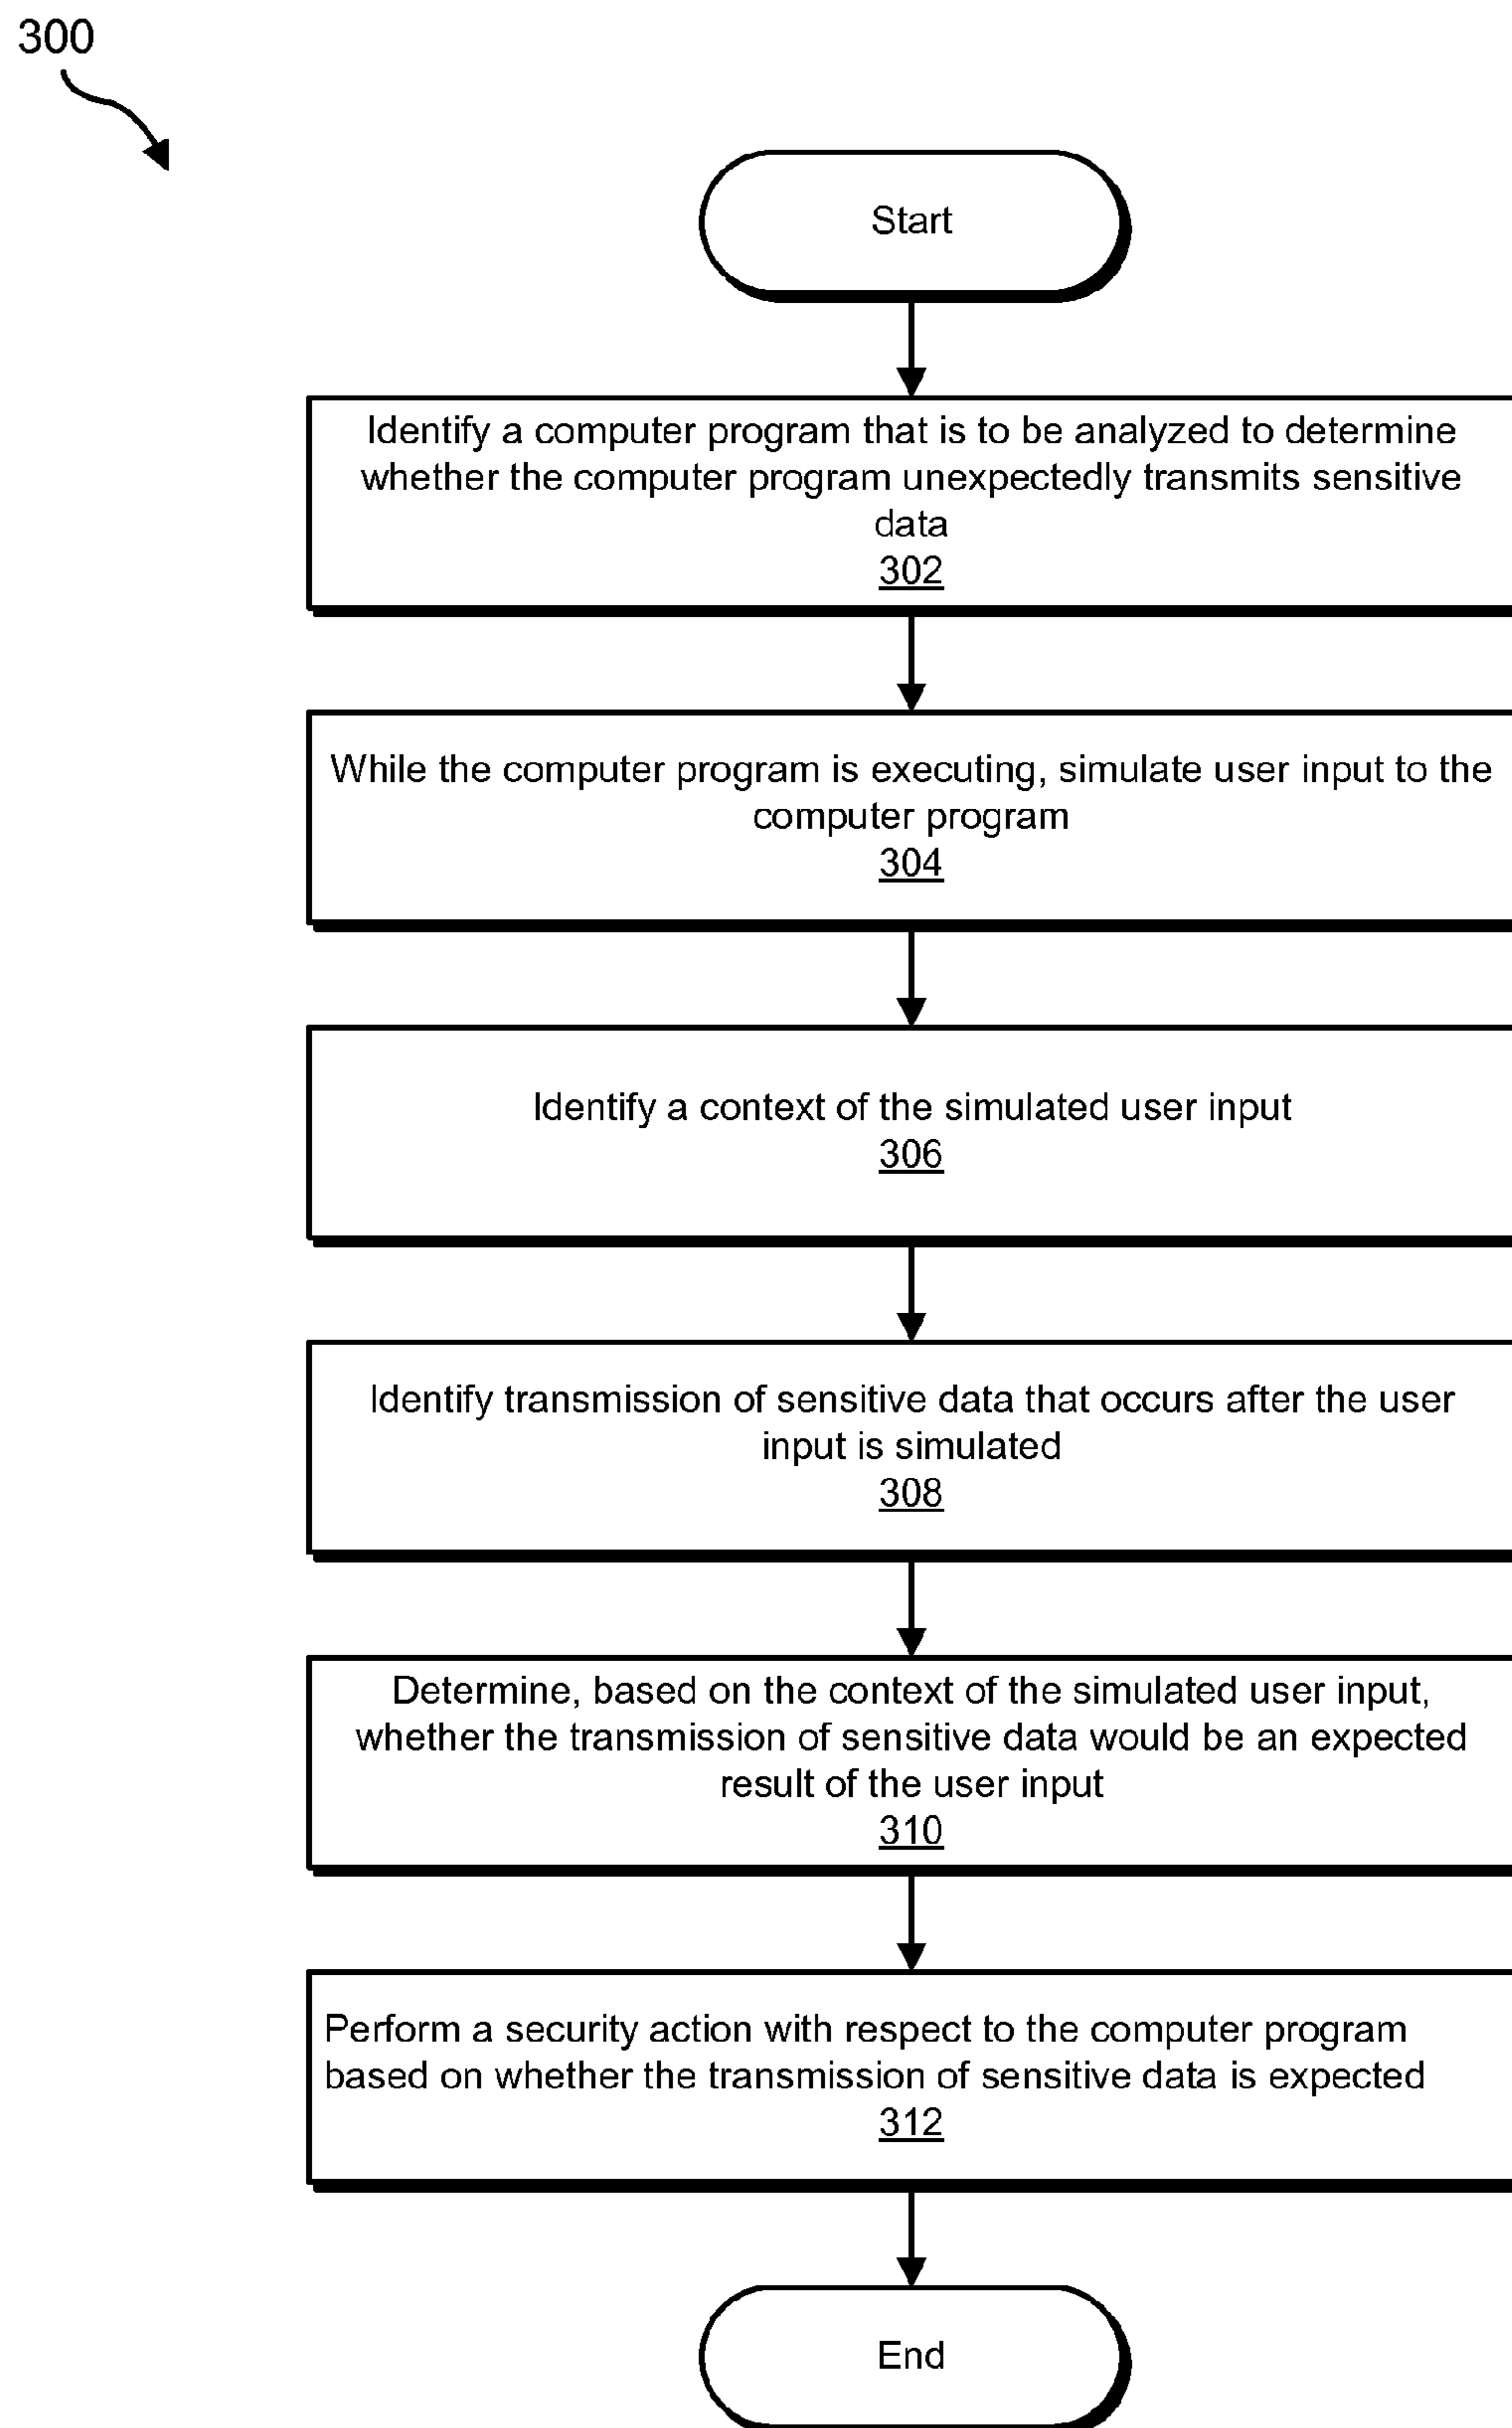 300
Start
Identify a computer program that is to be analyzed to determine
whether the computer program unexpectedly transmits sensitive
data
302
While the computer program is executing, simulate user input to the
computer program
304
Identify a context of the simulated user input
306
Identify transmission of sensitive data that occurs after the user
input is simulated
308
Determine, based on the context of the simulated user input,
whether the transmission of sensitive data would be an expected
result of the user input
310
Perform a security action with respect to the computer program
based on whether the transmission of sensitive data is expected
312
End